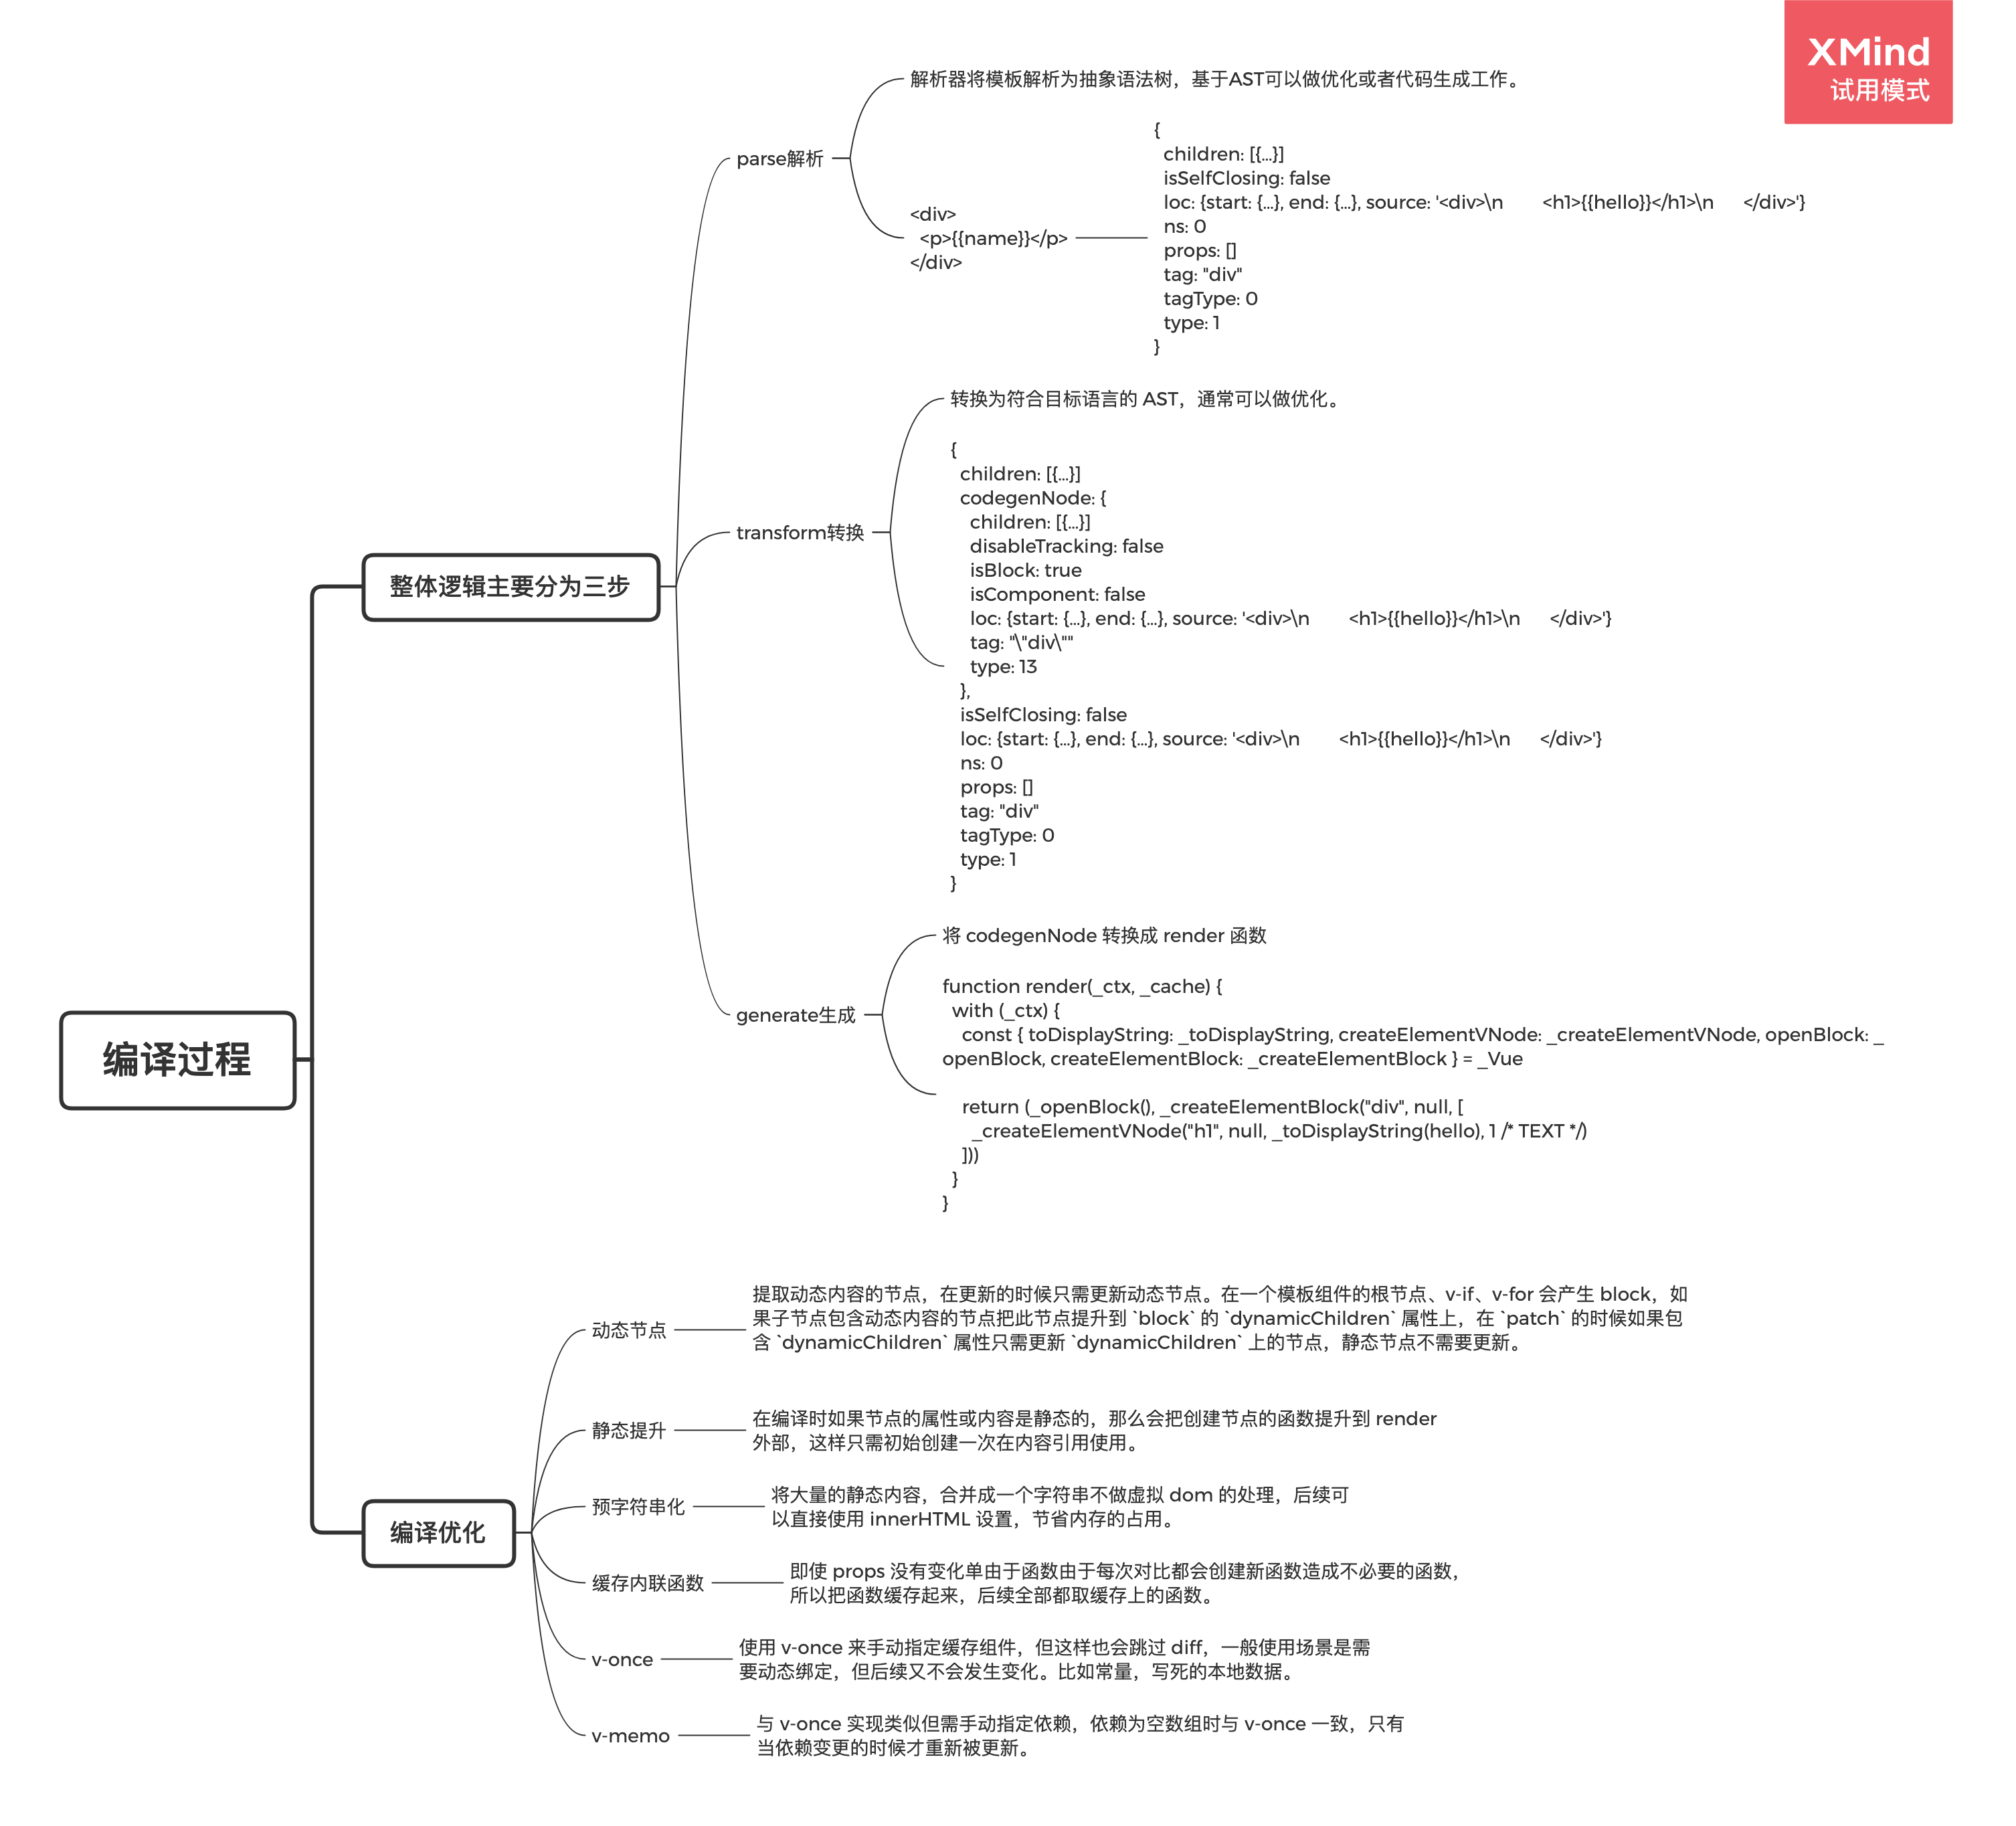 XMind
试用模式
编译过程
整体逻辑主要分为三步
parse解析
解析器将模板解析为抽象语法树，基于AST可以做优化或者代码生成工作。
<div>
  <p>{{name}}</p>
</div>
{
  children: [{…}]
  isSelfClosing: false
  loc: {start: {…}, end: {…}, source: '<div>\n        <h1>{{hello}}</h1>\n      </div>'}
  ns: 0
  props: []
  tag: "div"
  tagType: 0
  type: 1
}
transform转换
转换为符合目标语言的 AST，通常可以做优化。
{
  children: [{…}]
  codegenNode: {
    children: [{…}]
    disableTracking: false
    isBlock: true
    isComponent: false
    loc: {start: {…}, end: {…}, source: '<div>\n        <h1>{{hello}}</h1>\n      </div>'}
    tag: "\"div\""
    type: 13
  },
  isSelfClosing: false
  loc: {start: {…}, end: {…}, source: '<div>\n        <h1>{{hello}}</h1>\n      </div>'}
  ns: 0
  props: []
  tag: "div"
  tagType: 0
  type: 1
}
generate生成
将 codegenNode 转换成 render 函数
function render(_ctx, _cache) {
  with (_ctx) {
    const { toDisplayString: _toDisplayString, createElementVNode: _createElementVNode, openBlock: _
openBlock, createElementBlock: _createElementBlock } = _Vue
    return (_openBlock(), _createElementBlock("div", null, [
      _createElementVNode("h1", null, _toDisplayString(hello), 1 /* TEXT */)
    ]))
  }
}
编译优化
动态节点
提取动态内容的节点，在更新的时候只需更新动态节点。在一个模板组件的根节点、v-if、v-for 会产生 block，如
果子节点包含动态内容的节点把此节点提升到 `block` 的 `dynamicChildren` 属性上，在 `patch` 的时候如果包
含 `dynamicChildren` 属性只需更新 `dynamicChildren` 上的节点，静态节点不需要更新。
静态提升
在编译时如果节点的属性或内容是静态的，那么会把创建节点的函数提升到 render
外部，这样只需初始创建一次在内容引用使用。
预字符串化
将大量的静态内容，合并成一个字符串不做虚拟 dom 的处理，后续可
以直接使用 innerHTML 设置，节省内存的占用。
缓存内联函数
即使 props 没有变化单由于函数由于每次对比都会创建新函数造成不必要的函数，
所以把函数缓存起来，后续全部都取缓存上的函数。
v-once
使用 v-once 来手动指定缓存组件，但这样也会跳过 diff，一般使用场景是需
要动态绑定，但后续又不会发生变化。比如常量，写死的本地数据。
v-memo
与 v-once 实现类似但需手动指定依赖，依赖为空数组时与 v-once 一致，只有
当依赖变更的时候才重新被更新。